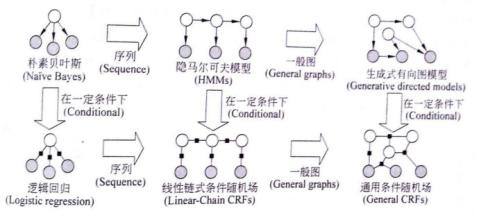 序列
(Sequence)
一般图
(General graphs)
朴素贝叶斯
(Naive Bayes)
隐马尔可夫模型
(HMMs)
生成式有向图模型
(Generative directed models)
在一定条件下
(Conditional)
在一定条件下
(Conditional)
在一定条件下
(Conditional)
序列
(Sequence)
一般图
(General graphs)
逻辑回归
(Logistic regression)
线性链式条件随机场
(Linear-Chain CRFs)
通用条件随机场
(General CRFs)